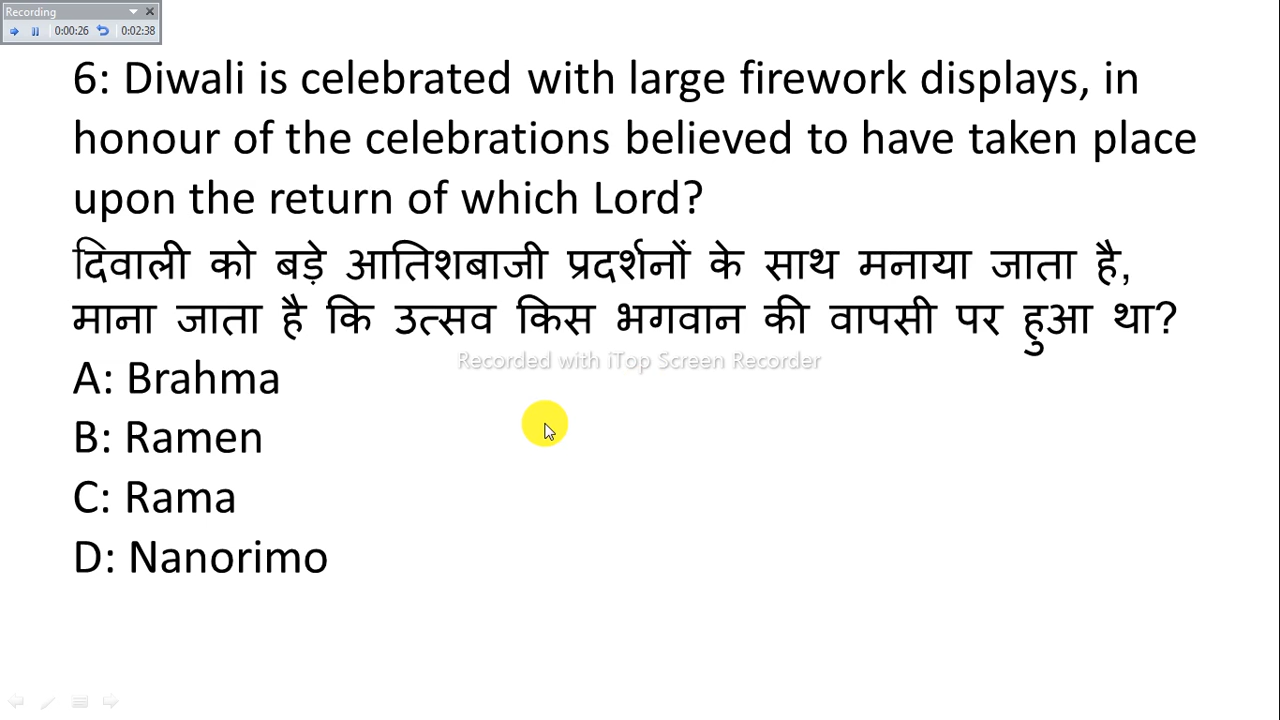 Recording
0:00:26
0:02:38
6: Diwali is celebrated with large firework displays, in
honour of the celebrations believed to have taken place
upon the return of which Lord?
दिवाली को बड़े आतिशबाजी प्रदर्शनों के साथ मनाया जाता है,
माना जाता है कि उत्सव किस भगवान की वापसी पर हुआ था?
Recorded with iTop Screen Recorder
A: Brahma
B: Ramen
C: Rama
D: Nanorimo